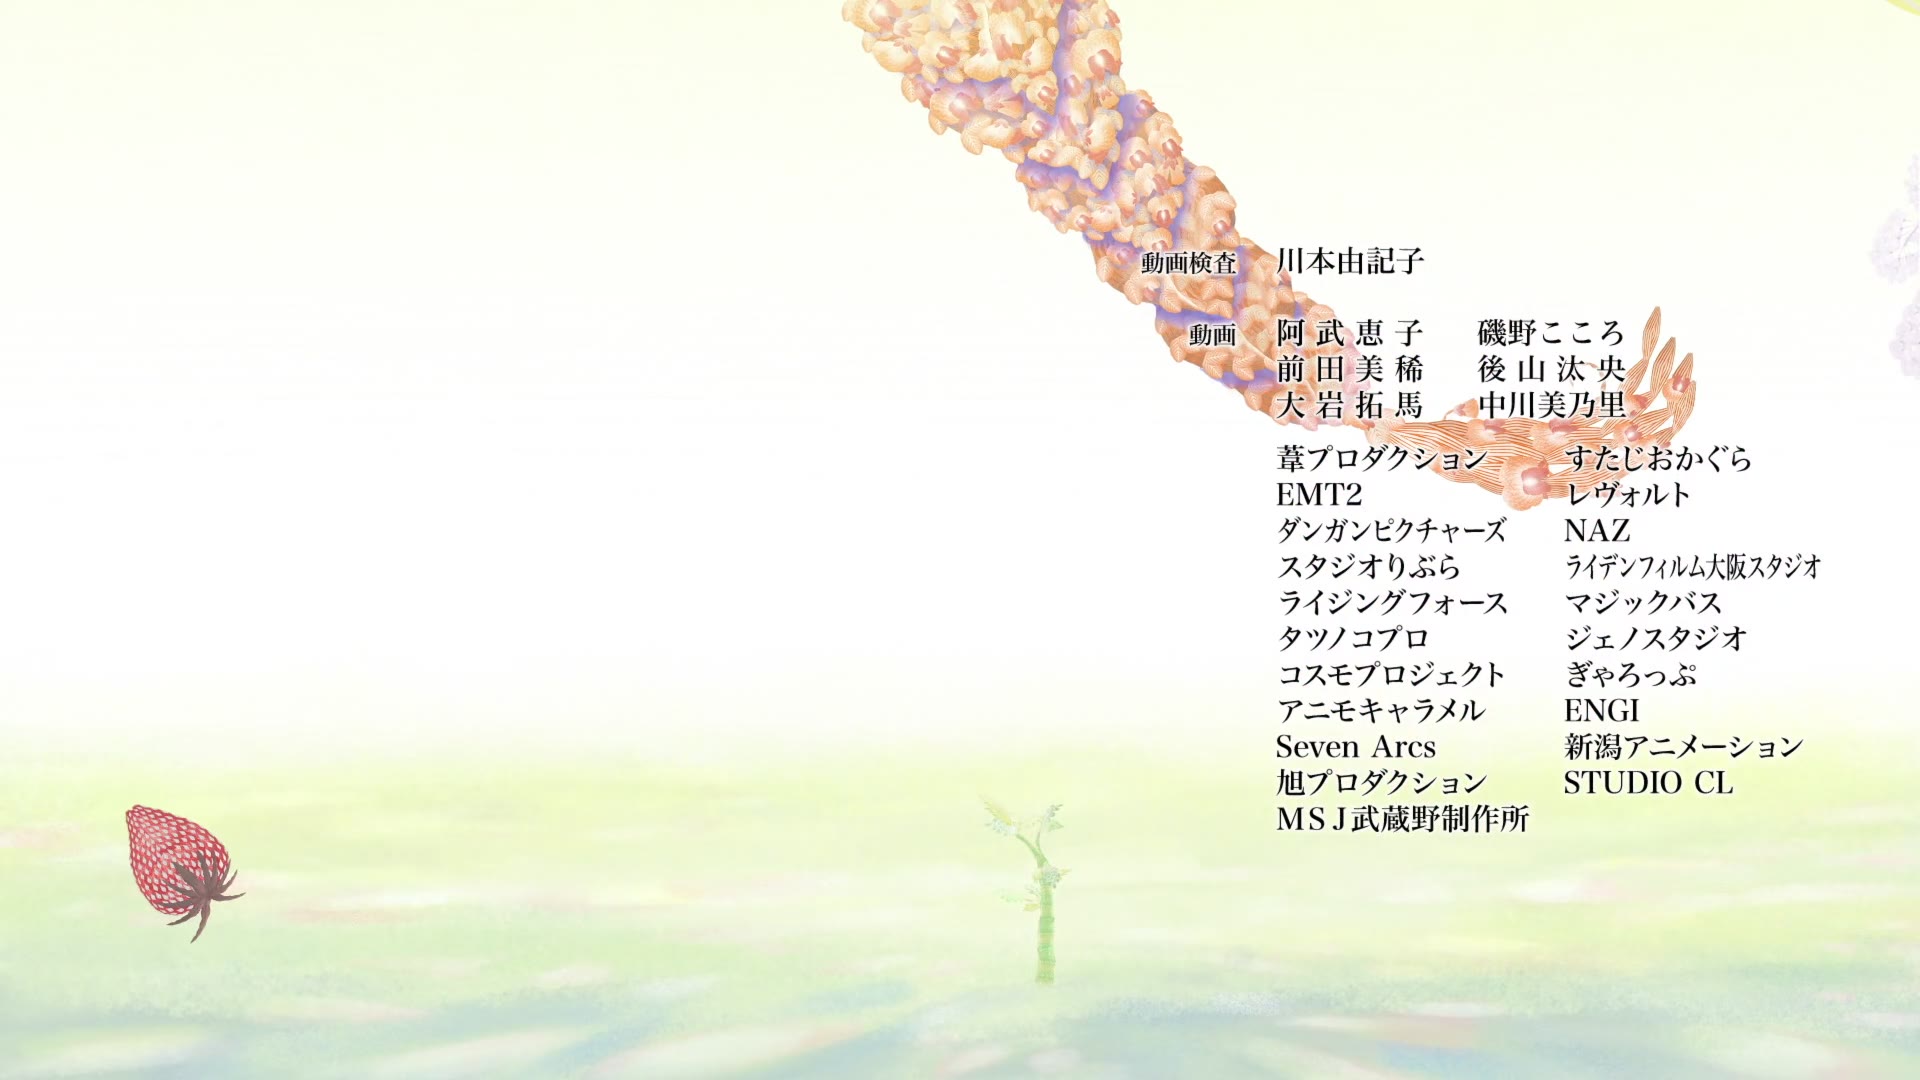 動画検査 川本由記子
動画 阿武恵子 磯野こころ
前田美稀 後山汰央
大岩拓馬 中川美乃里
葦プロダクション すたじおかぐら
EMT2 レヴォルト
ダンガンピクチャーズ NAZ
スタジオりぶら ライデンフィルム大阪スタジオ
ライジングフォース マジックバス
タツノコプロ ジェノスタジオ
コスモプロジェクト ぎゃろっぷ
アニモキャラメル ENGI
Seven Arcs 新潟アニメーション
旭プロダクション STUDIO CL
MSJ武蔵野制作所